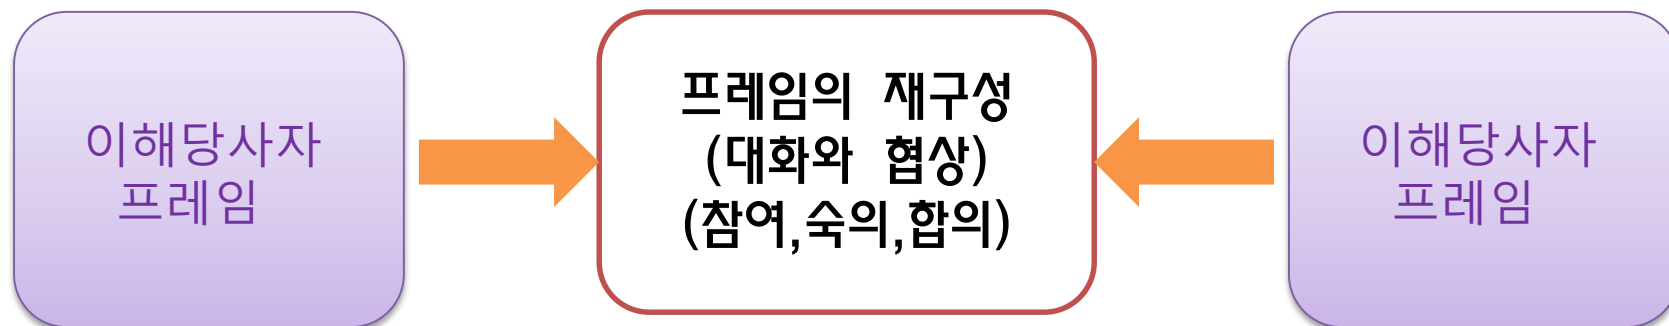 이해당사자
프레임
프레임의 재구성
(대화와 협상)
(참여,숙의,합의)
이해당사자
프레임